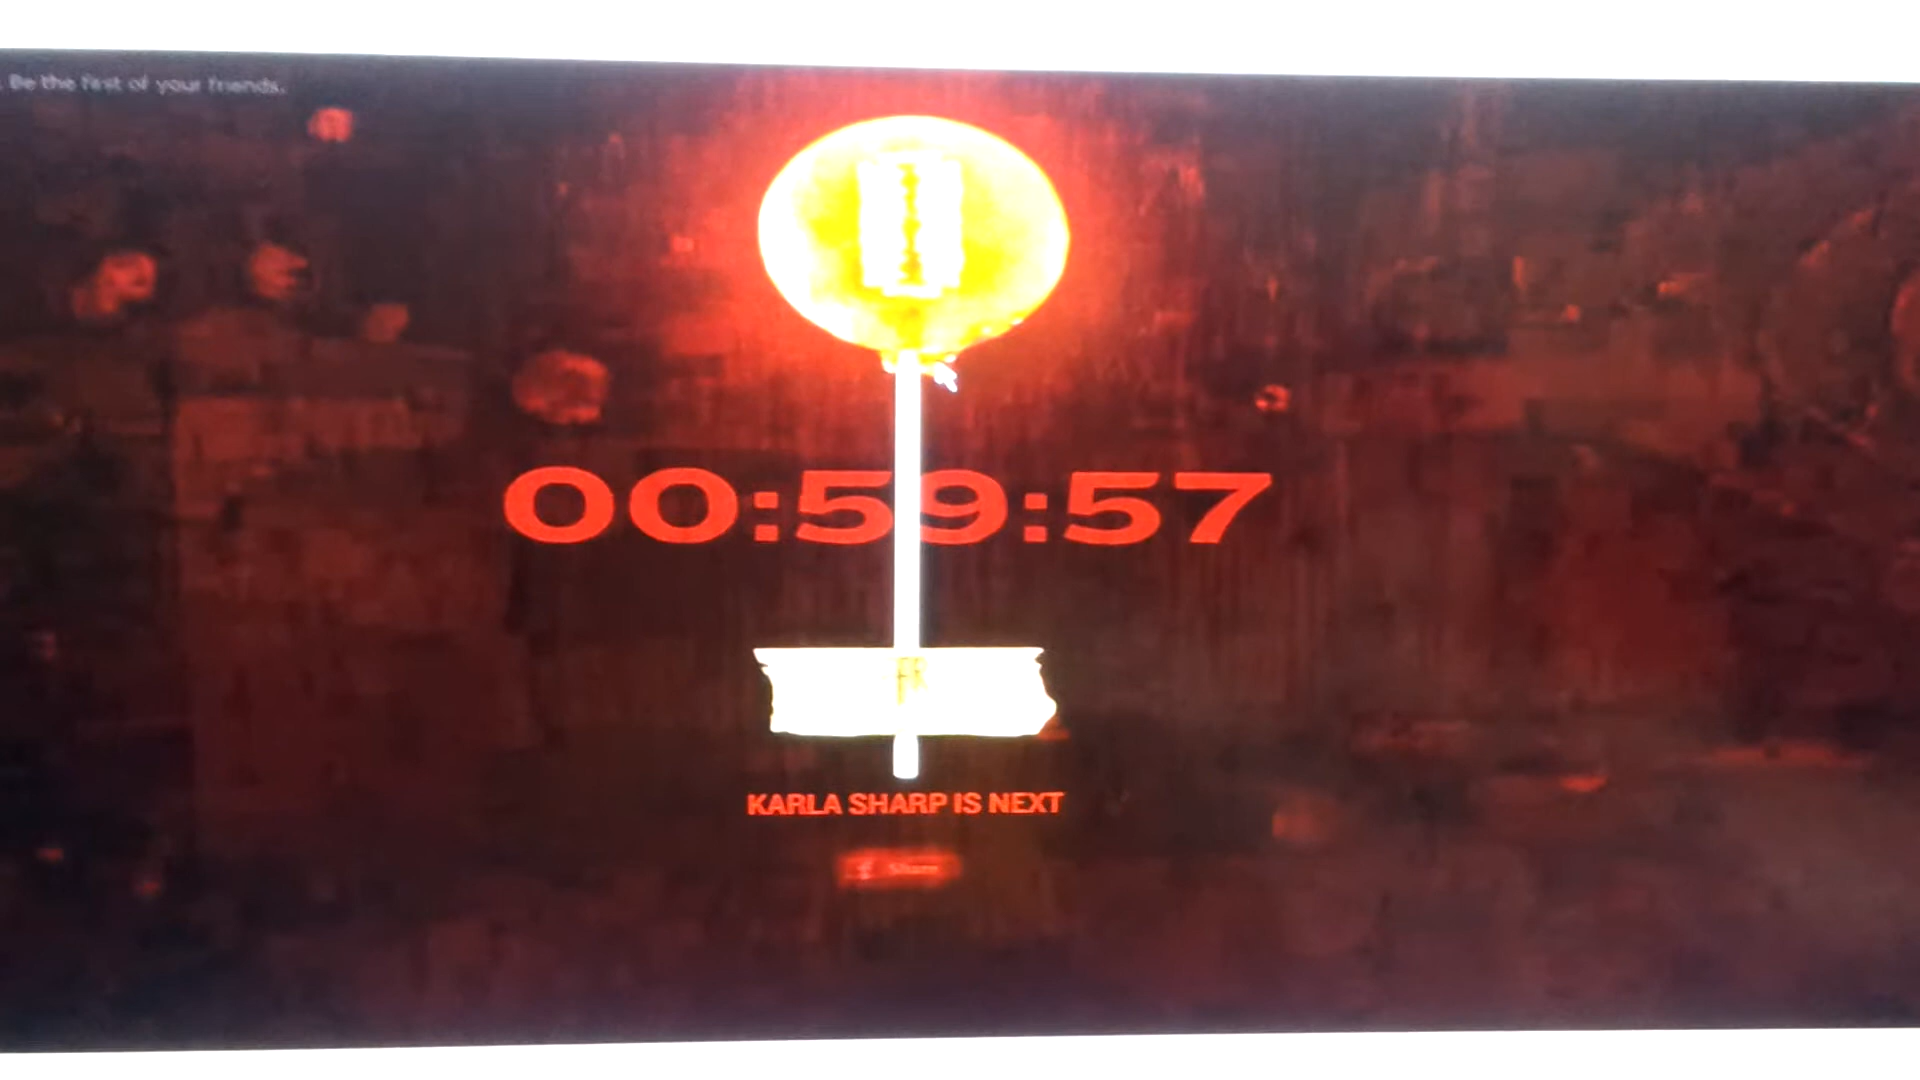 Be the first of your friends.
00:59:57
KARLA SHARP IS NEXT
Share